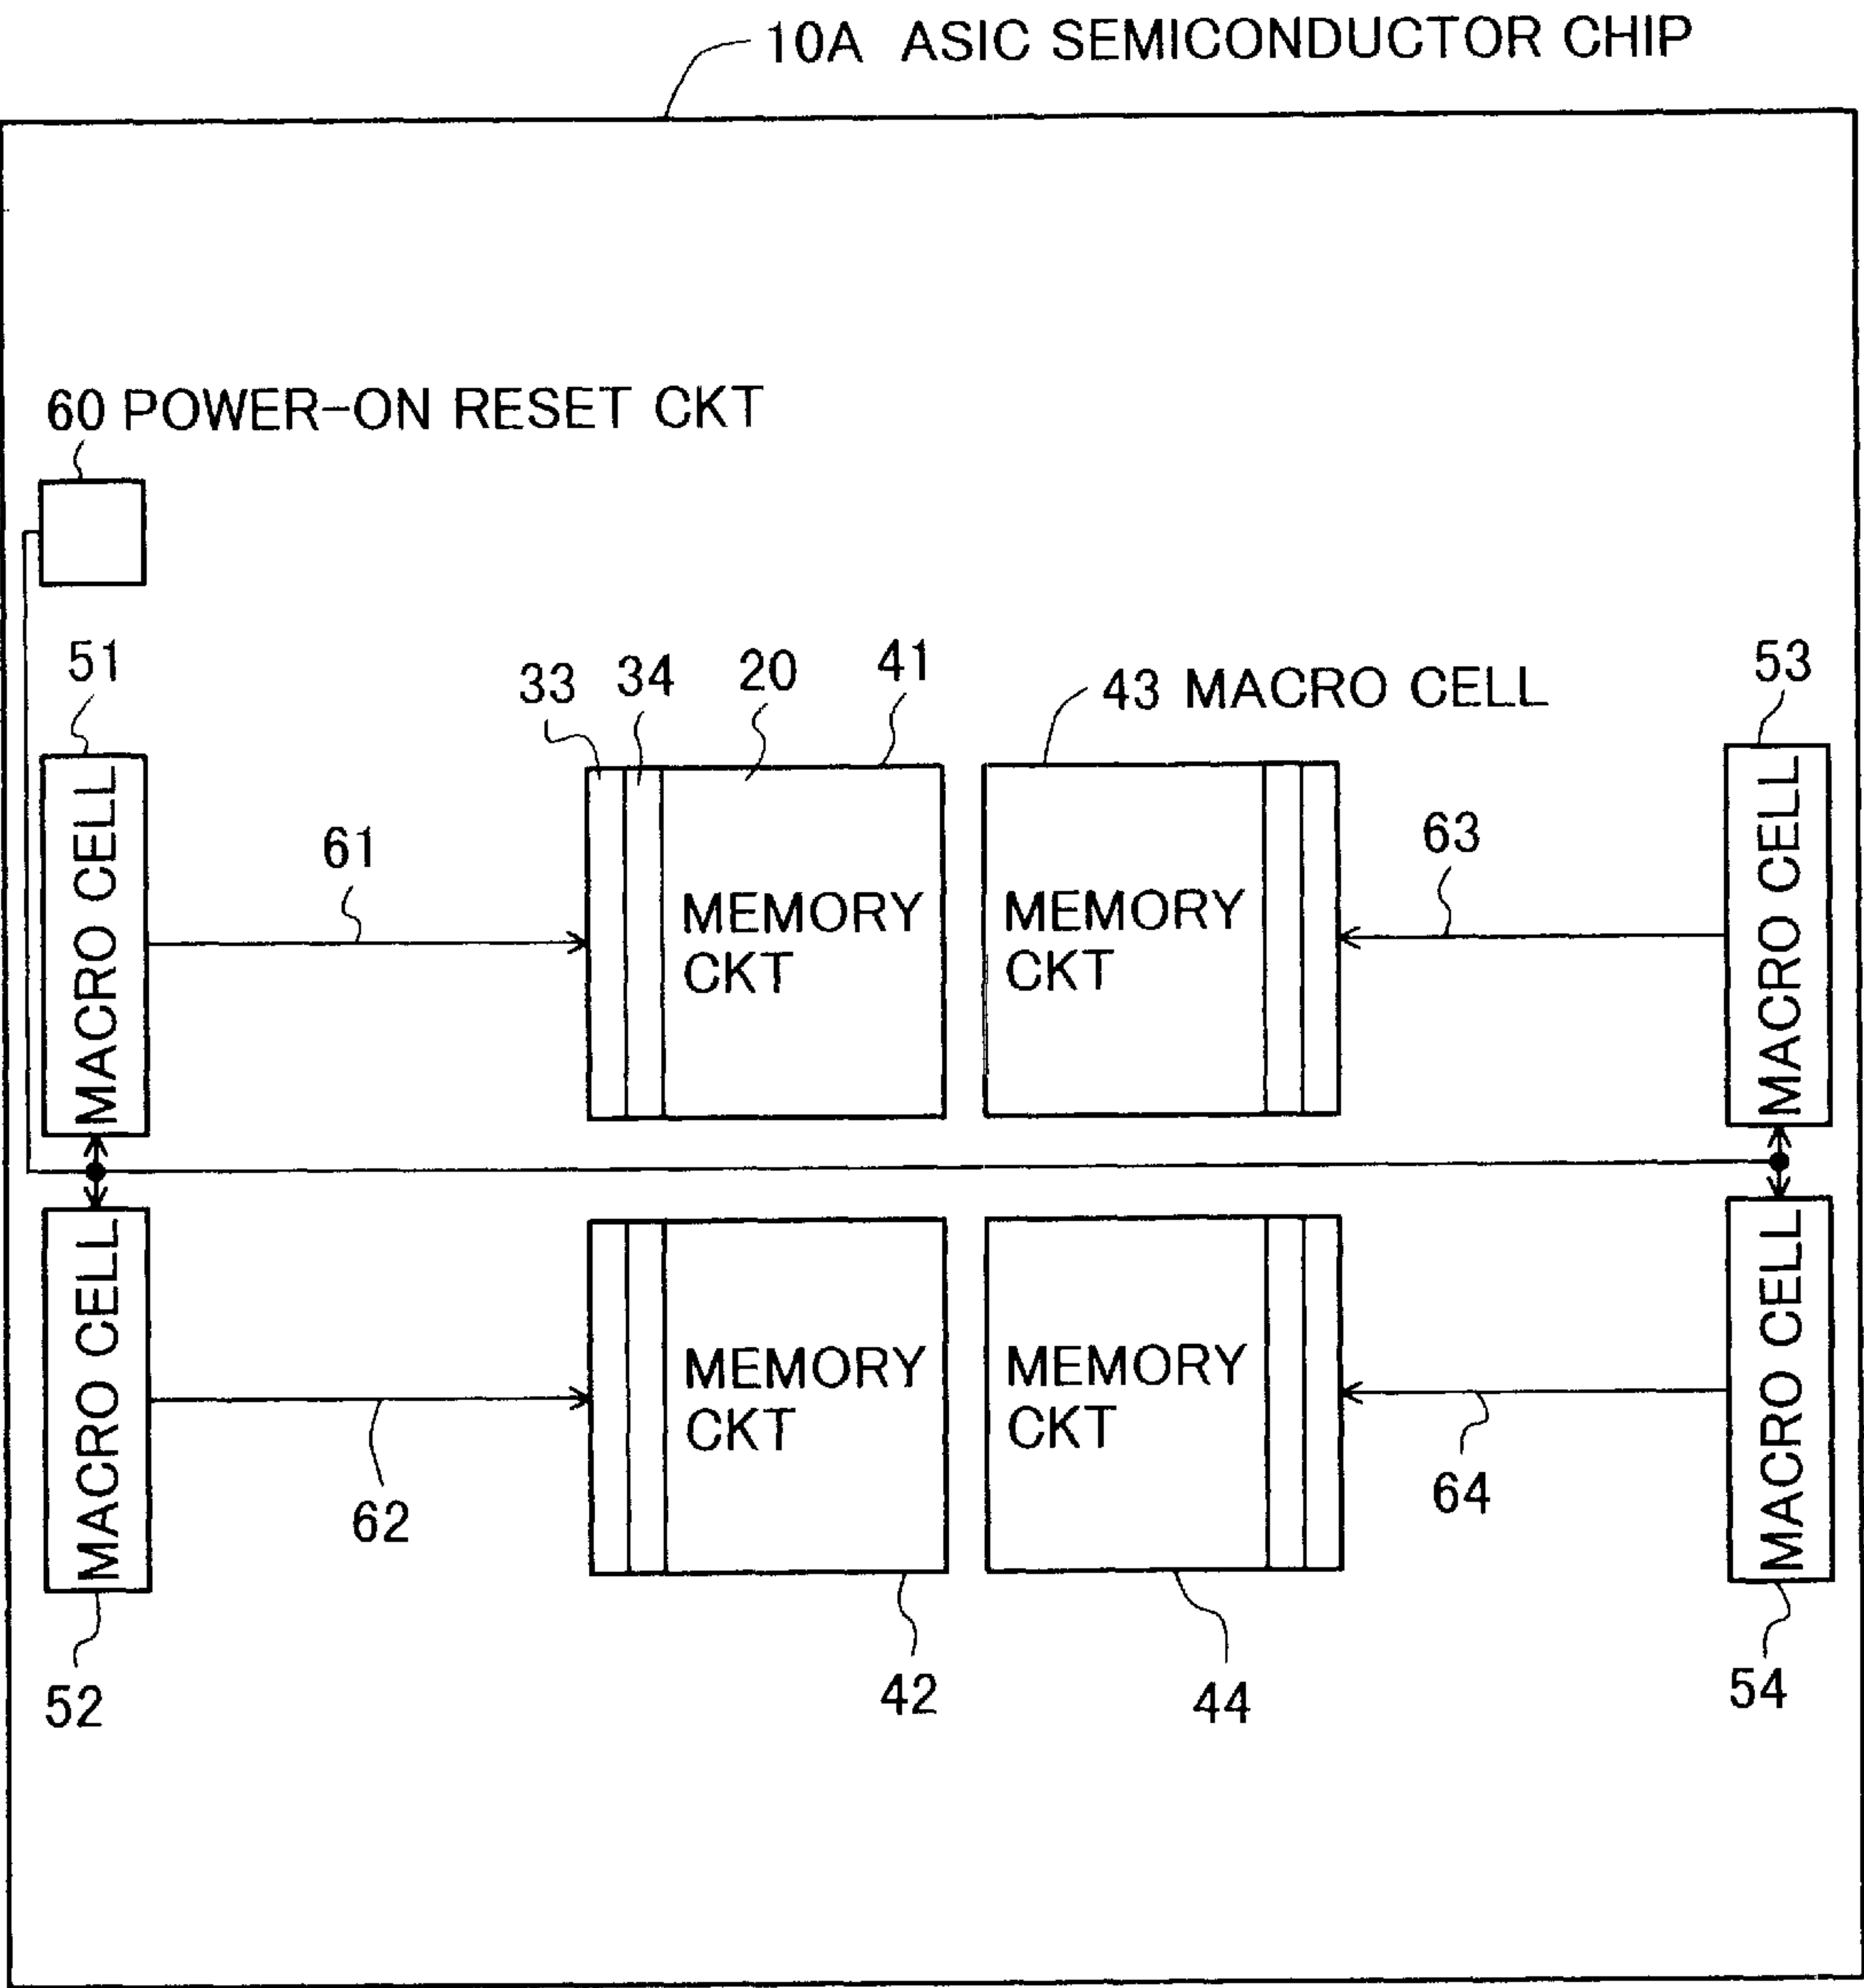 10A ASIC SEMICONDUCTOR CHIP
60 POWER-ON RESET CKT
51
33
34
20
41
43 MACRO CELL
53
MACRO CELL
61
MEMORY
CKT
MEMORY
CKT
63
MACRO CELL
MACRO CELL
62
MEMORY
CKT
MEMORY
CKT
64
MACRO CELL
52
42
44
54